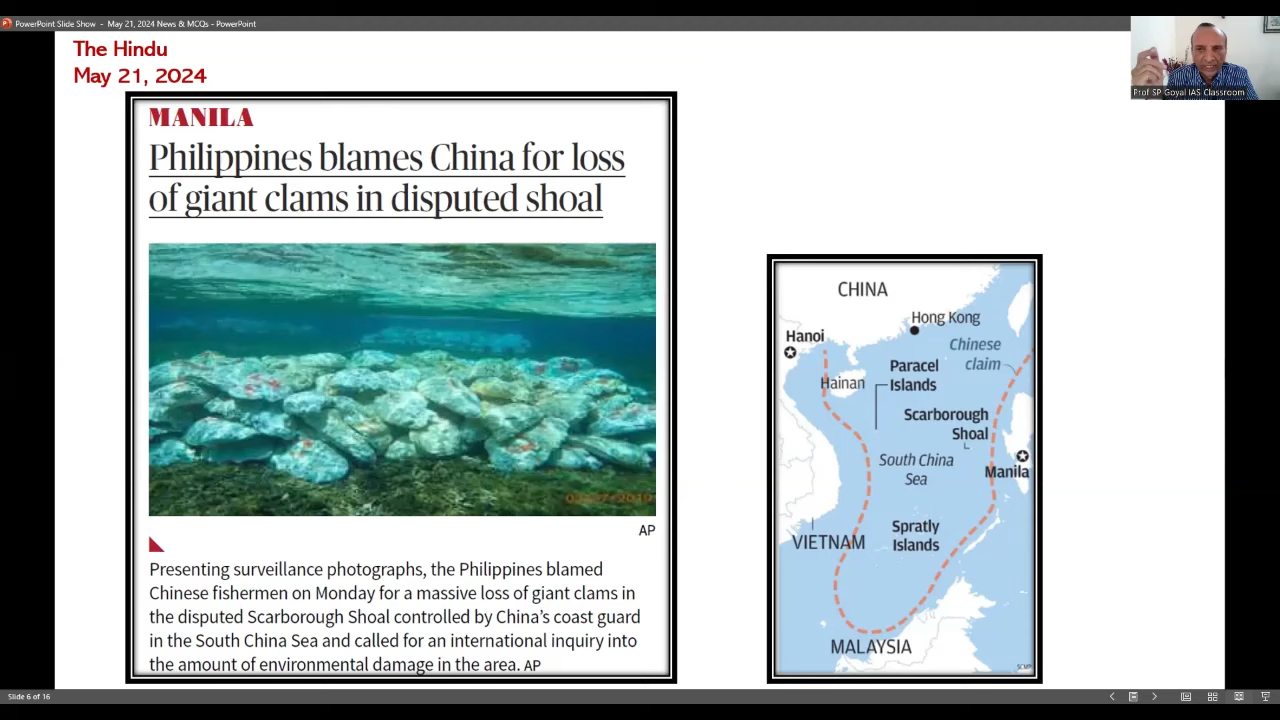 PowerPoint Slide Show - May 21, 2024 News & MCQs - PowerPoint
Prof SP Goyal IAS Classroom
The Hindu
May 21, 2024
MANILA
Philippines blames China for loss
of giant clams in disputed shoal
AP
Presenting surveillance photographs, the Philippines blamed
Chinese fishermen on Monday for a massive loss of giant clams in
the disputed Scarborough Shoal controlled by China's coast guard
in the South China Sea and called for an international inquiry into
the amount of environmental damage in the area. AP
CHINA
Hong Kong
Hanoi
Chinese
claim
Paracel
Islands
Hainan
Scarborough
Shoal
South China
Sea
Manila
Spratly
Islands
VIETNAM
MALAYSIA
SCMP
Slide 6 of 16